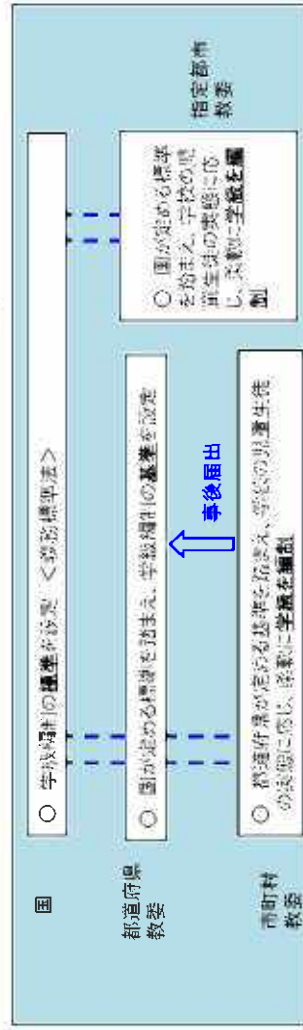 国
○ 学級編制の標準を設定 <義務標準法>
都道府県
教委
○ 国が定める標準を踏まえ、学級編制の基準を設定
指定都市
教委
○ 国が定める標準
を踏まえ、学校の児
童生徒の実態に応
じ、柔軟に学級を編
制
事後届出
市町村
教委
○ 都道府県が定める基準を踏まえ、学校の児童生徒
の実態に応じ、柔軟に学級を編制